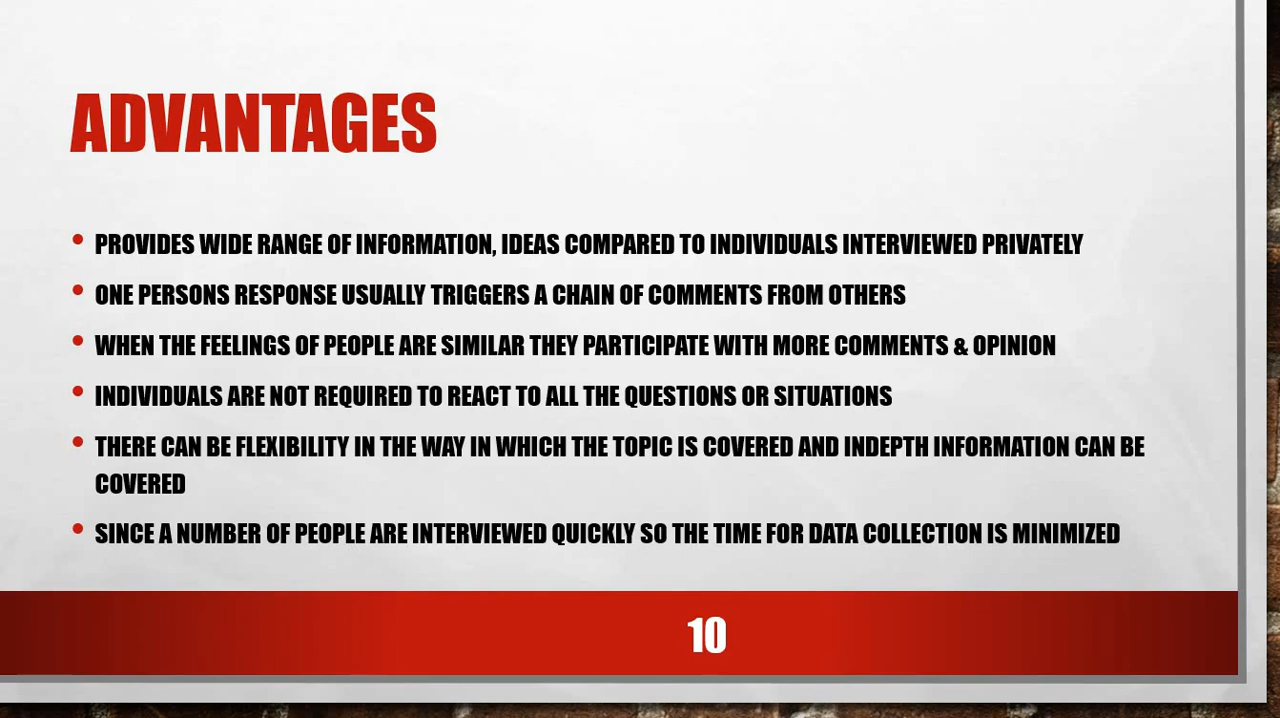 ADVANTAGES
• PROVIDES WIDE RANGE OF INFORMATION, IDEAS COMPARED TO INDIVIDUALS INTERVIEWED PRIVATELY
• ONE PERSONS RESPONSE USUALLY TRIGGERS A CHAIN OF COMMENTS FROM OTHERS
• WHEN THE FEELINGS OF PEOPLE ARE SIMILAR THEY PARTICIPATE WITH MORE COMMENTS & OPINION
• INDIVIDUALS ARE NOT REQUIRED TO REACT TO ALL THE QUESTIONS OR SITUATIONS
• THERE CAN BE FLEXIBILITY IN THE WAY IN WHICH THE TOPIC IS COVERED AND INDEPTH INFORMATION CAN BE
COVERED
• SINCE A NUMBER OF PEOPLE ARE INTERVIEWED QUICKLY SO THE TIME FOR DATA COLLECTION IS MINIMIZED
10